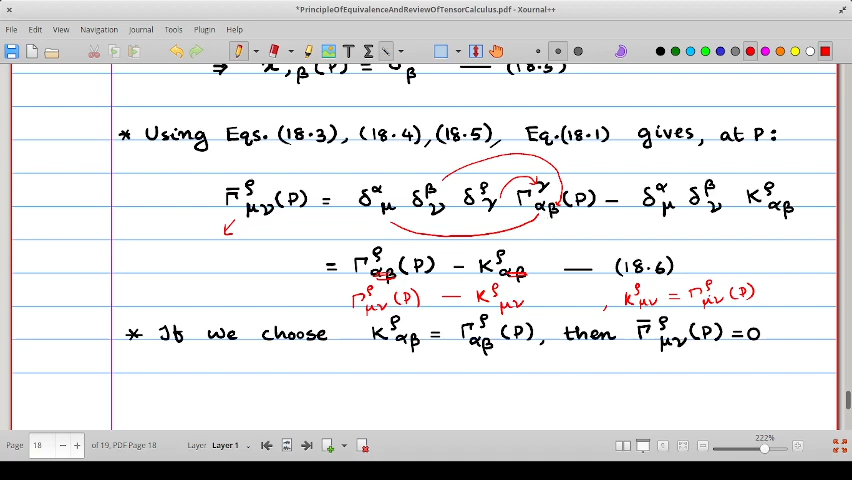 *PrincipleOfEquivalenceAndReviewOfTensorCalculus.pdf - Xournal++
File Edit View Navigation Journal Tools Plugin Help
(P) = — (18.5)
* Using Eqs. (18.3), (18.4), (18.5), Eq.(18.1) gives, at P:
Γ̄^ρ_μν(P) = δ^α_μ δ^β_ν δ^ρ_γ Γ^γ_αβ(P) − δ^α_μ δ^β_ν K^ρ_αβ
= Γ^ρ_αβ(P) − K^ρ_αβ — (18.6)
Γ^ρ_μν(P) − K^ρ_μν , K^ρ_μν = Γ^ρ_μν(P)
* If we choose K^ρ_αβ = Γ^ρ_αβ(P), then Γ̄^ρ_μν(P) = 0
Page 18 of 19, PDF Page 18 Layer Layer 1 222%